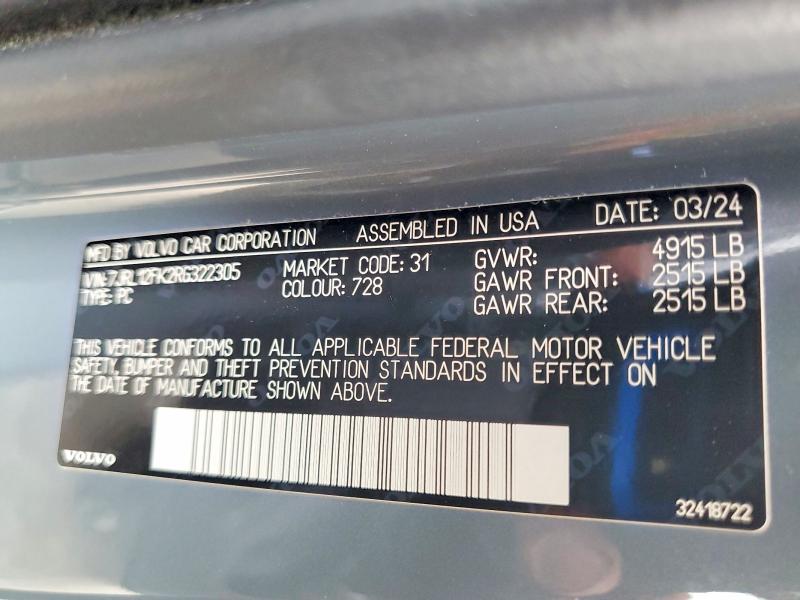 MFD BY VOLVO CAR CORPORATION ASSEMBLED IN USA DATE: 03/24
VIN: 7JRL12FK2RG322305 MARKET CODE: 31 GVWR: 4915 LB
TYPE: PC COLOUR: 728 GAWR FRONT: 2515 LB
GAWR REAR: 2515 LB
THIS VEHICLE CONFORMS TO ALL APPLICABLE FEDERAL MOTOR VEHICLE
SAFETY, BUMPER AND THEFT PREVENTION STANDARDS IN EFFECT ON
THE DATE OF MANUFACTURE SHOWN ABOVE.
VOLVO
32418722